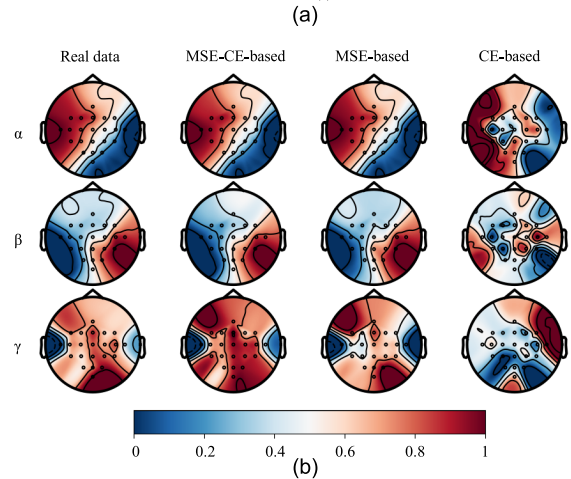 (a)
Real data MSE-CE-based MSE-based CE-based
α
β
γ
0 0.2 0.4 0.6 0.8 1
(b)